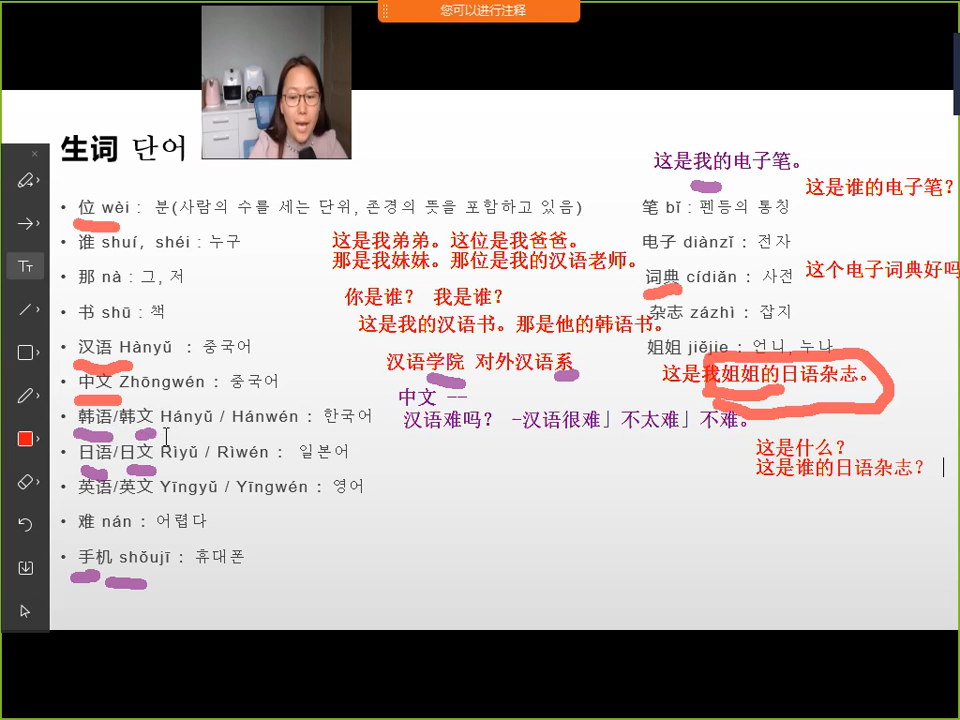 您可以进行注释
生词 단어
位 wèi : 분(사람의 수를 세는 단위, 존경의 뜻을 포함하고 있음)
谁 shuí，shéi : 누구
那 nà : 그, 저
书 shū : 책
汉语 Hànyǔ : 중국어
中文 Zhōngwén : 중국어
韩语/韩文 Hányǔ / Hánwén : 한국어
日语/日文 Rìyǔ / Rìwén : 일본어
英语/英文 Yīngyǔ / Yīngwén : 영어
难 nán : 어렵다
手机 shǒujī : 휴대폰
这是我弟弟。这位是我爸爸。
那是我妹妹。那位是我的汉语老师。
你是谁？ 我是谁？
这是我的汉语书。那是他的韩语书。
汉语学院 对外汉语系
中文 --
汉语难吗？ -汉语很难」不太难」不难。
这是我的电子笔。
这是谁的电子笔？
笔 bǐ : 펜등의 통칭
电子 diànzǐ : 전자
词典 cídiǎn : 사전
这个电子词典好吗
杂志 zázhì : 잡지
姐姐 jiějie : 언니, 누나
这是我姐姐的日语杂志。
这是什么？
这是谁的日语杂志？